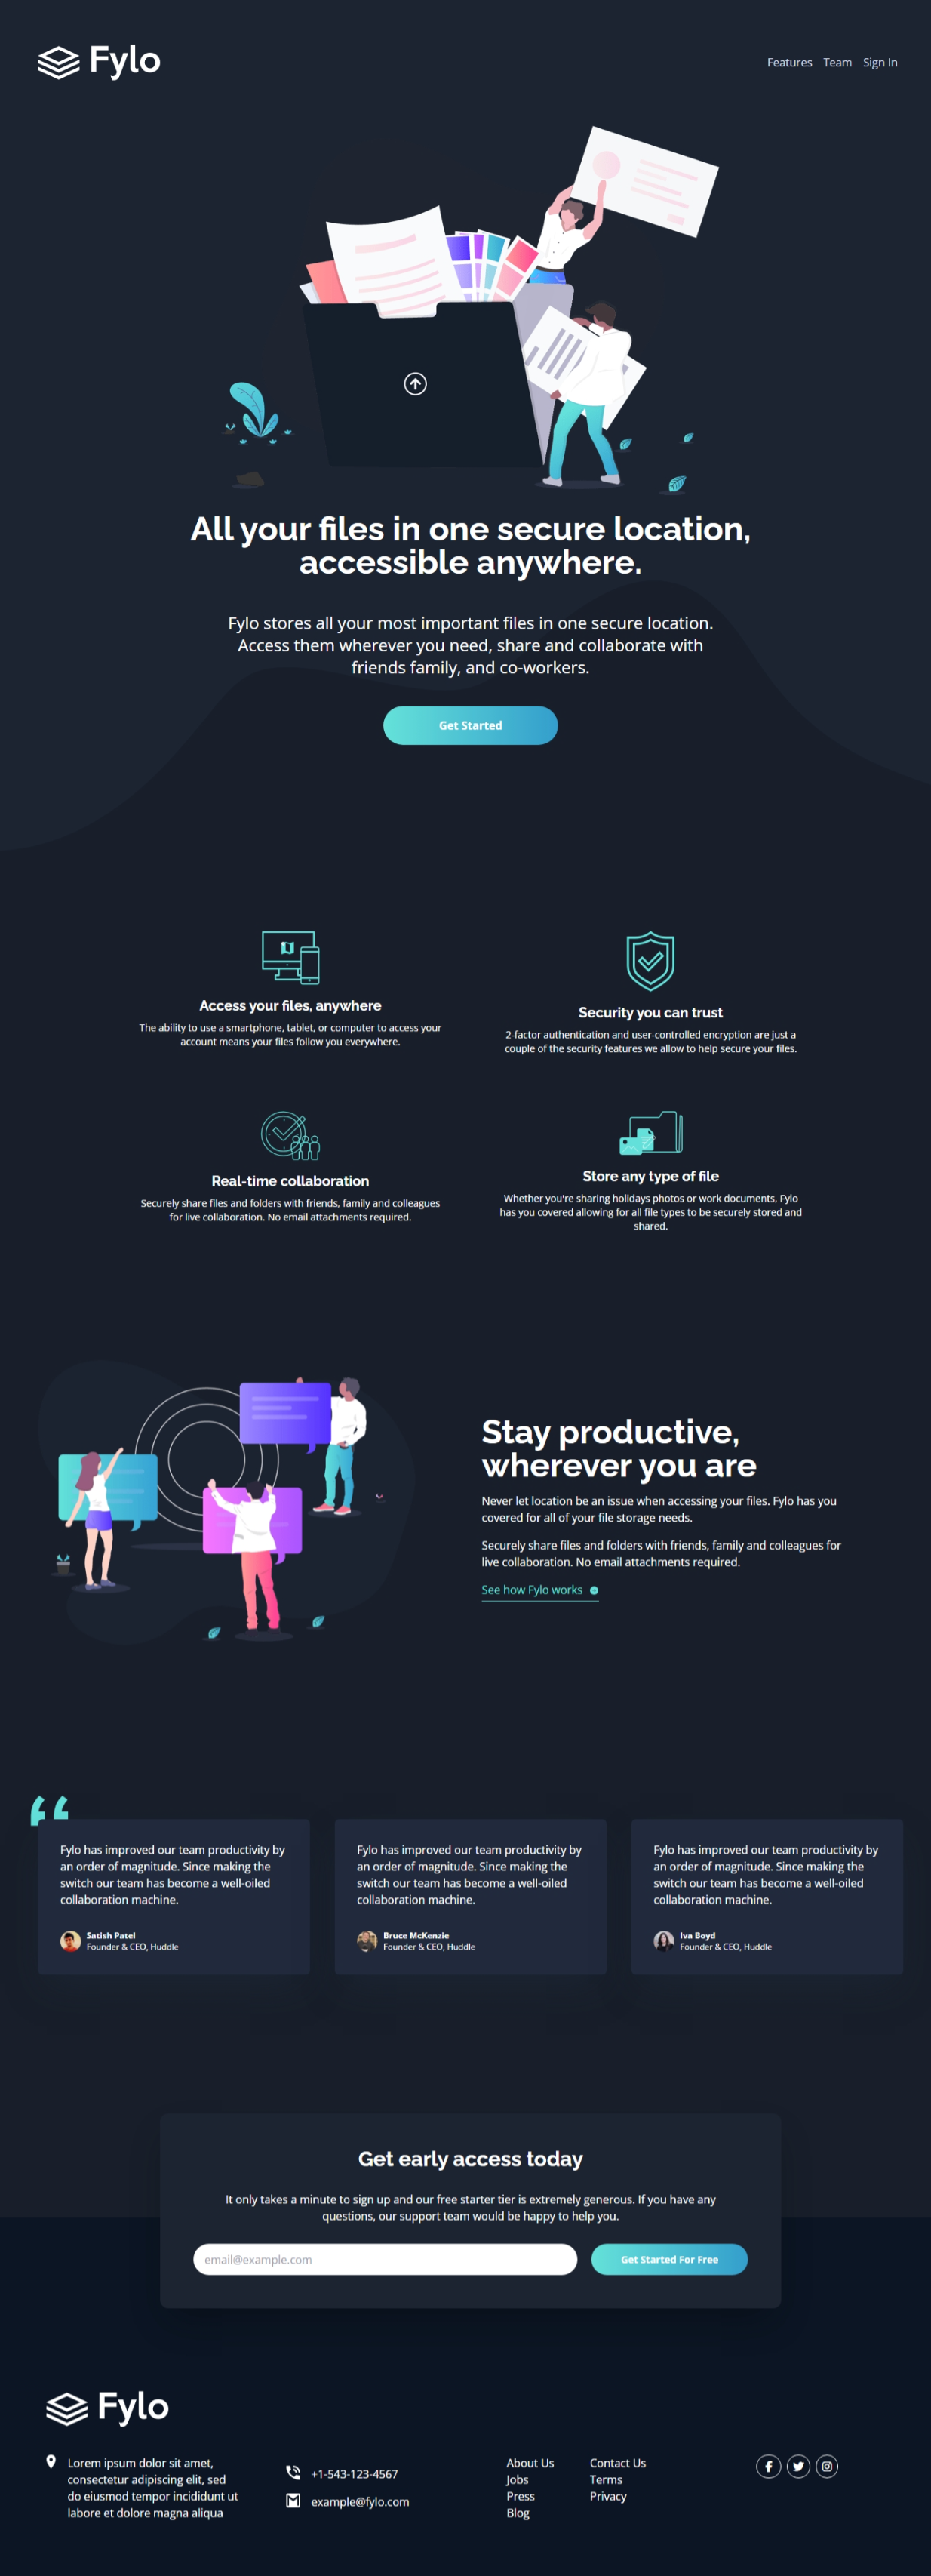 Fylo
Features Team Sign In
All your files in one secure location,
accessible anywhere.
Fylo stores all your most important files in one secure location.
Access them wherever you need, share and collaborate with
friends family, and co-workers.
Get Started
Access your files, anywhere
The ability to use a smartphone, tablet, or computer to access your
account means your files follow you everywhere.
Security you can trust
2-factor authentication and user-controlled encryption are just a
couple of the security features we allow to help secure your files.
Real-time collaboration
Securely share files and folders with friends, family and colleagues
for live collaboration. No email attachments required.
Store any type of file
Whether you're sharing holidays photos or work documents, Fylo
has you covered allowing for all file types to be securely stored and
shared.
Stay productive,
wherever you are
Never let location be an issue when accessing your files. Fylo has you
covered for all of your file storage needs.
Securely share files and folders with friends, family and colleagues for
live collaboration. No email attachments required.
See how Fylo works
Fylo has improved our team productivity by
an order of magnitude. Since making the
switch our team has become a well-oiled
collaboration machine.
Satish Patel
Founder & CEO, Huddle
Fylo has improved our team productivity by
an order of magnitude. Since making the
switch our team has become a well-oiled
collaboration machine.
Bruce McKenzie
Founder & CEO, Huddle
Fylo has improved our team productivity by
an order of magnitude. Since making the
switch our team has become a well-oiled
collaboration machine.
Iva Boyd
Founder & CEO, Huddle
Get early access today
It only takes a minute to sign up and our free starter tier is extremely generous. If you have any
questions, our support team would be happy to help you.
email@example.com
Get Started For Free
Fylo
Lorem ipsum dolor sit amet,
consectetur adipiscing elit, sed
do eiusmod tempor incididunt ut
labore et dolore magna aliqua
+1-543-123-4567
example@fylo.com
About Us
Jobs
Press
Blog
Contact Us
Terms
Privacy